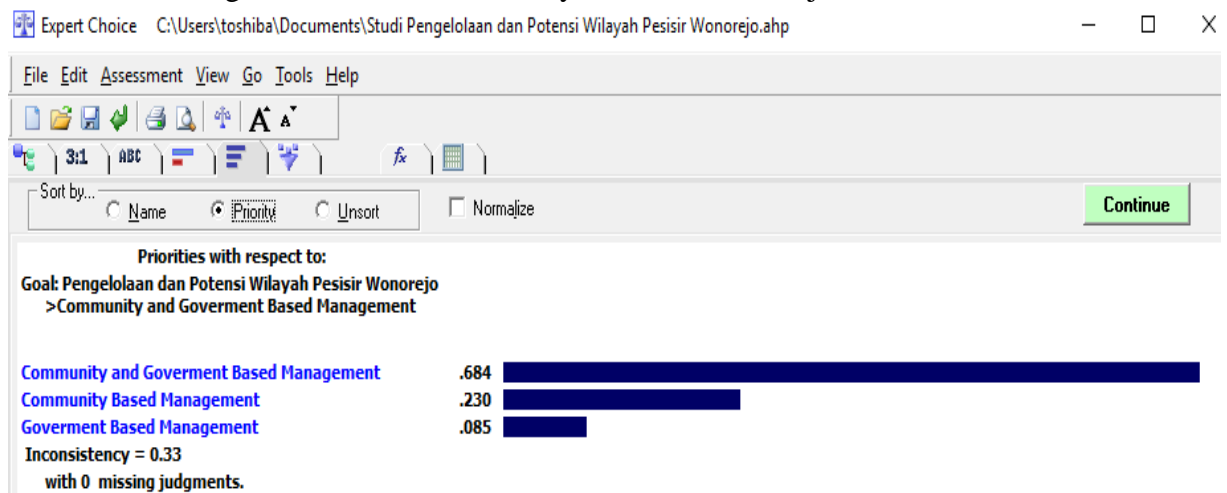 Expert Choice C:\Users\toshiba\Documents\Studi Pengelolaan dan Potensi Wilayah Pesisir Wonorejo.ahp
File Edit Assessment View Go Tools Help
A A
3:1 ABC fx
Sort by... Name Priority Unsort Normalize Continue
Priorities with respect to:
Goal: Pengelolaan dan Potensi Wilayah Pesisir Wonorejo
>Community and Goverment Based Management
Community and Goverment Based Management .684
Community Based Management .230
Goverment Based Management .085
Inconsistency = 0.33
with 0 missing judgments.